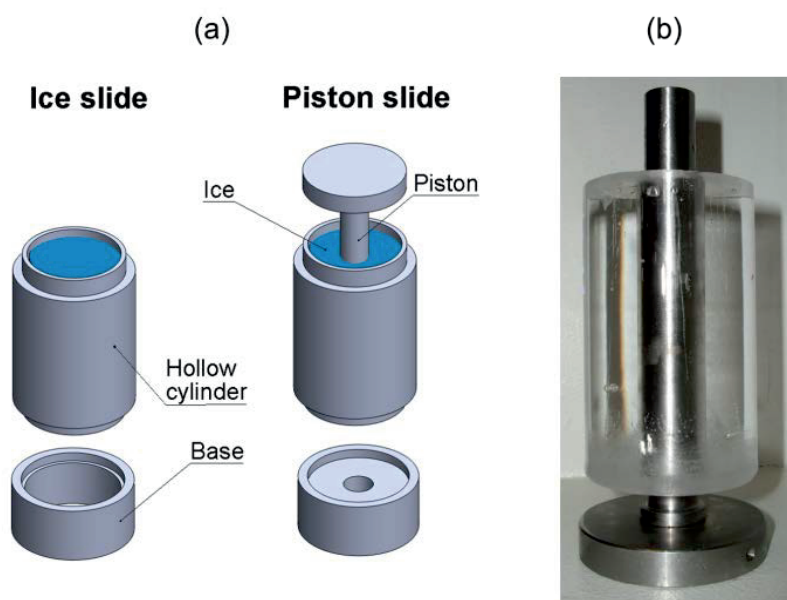 (a)
(b)
Ice slide
Piston slide
Ice
Piston
Hollow
cylinder
Base